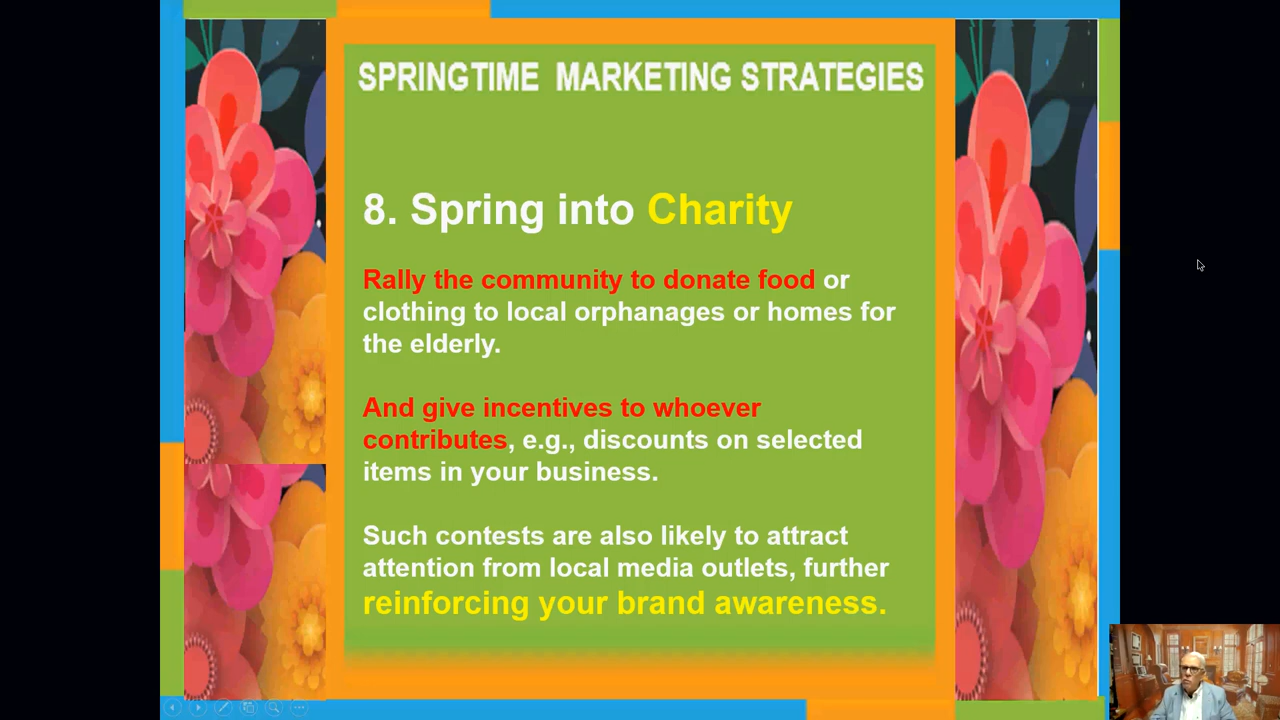 SPRINGTIME MARKETING STRATEGIES
8. Spring into Charity
Rally the community to donate food or
clothing to local orphanages or homes for
the elderly.
And give incentives to whoever
contributes, e.g., discounts on selected
items in your business.
Such contests are also likely to attract
attention from local media outlets, further
reinforcing your brand awareness.